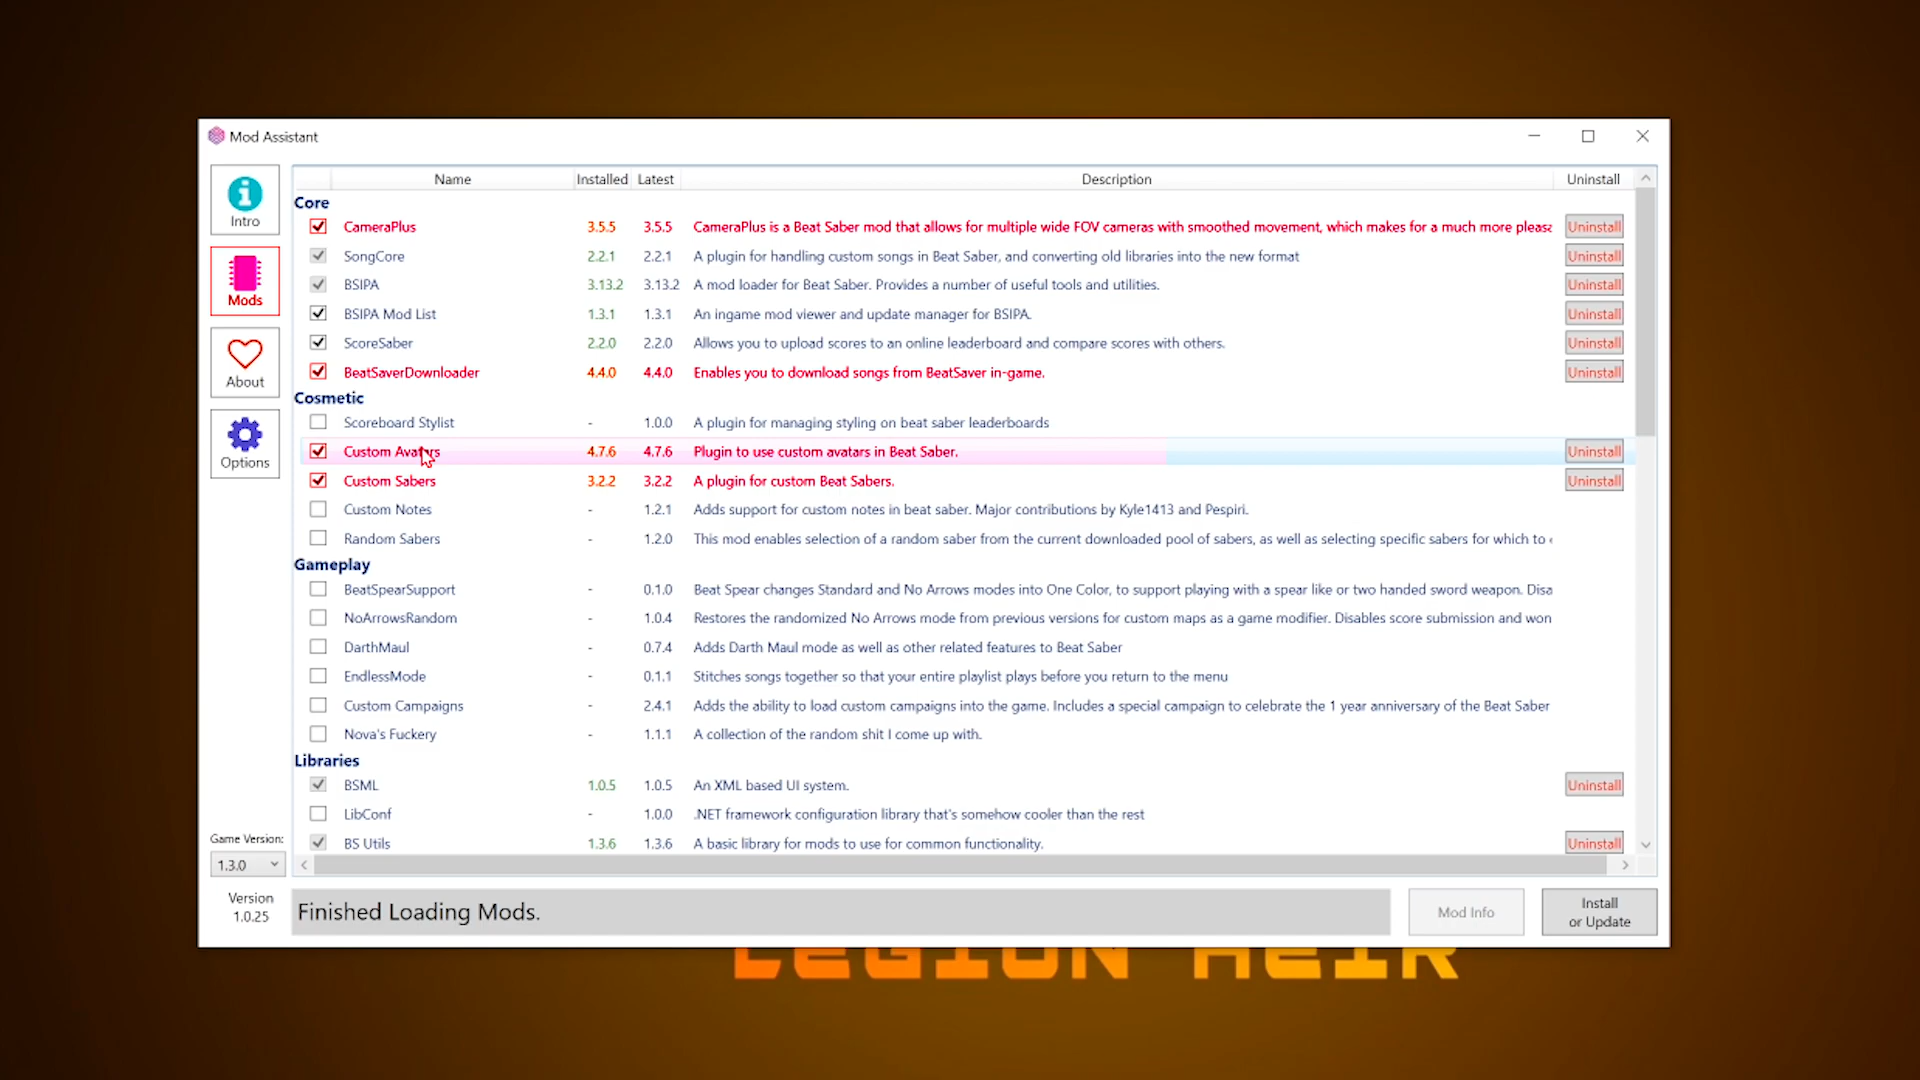 Mod Assistant
Intro
Mods
About
Options
Game Version:
1.3.0
Version
1.0.25
Name Installed Latest Description Uninstall
Core
CameraPlus 3.5.5 3.5.5 CameraPlus is a Beat Saber mod that allows for multiple wide FOV cameras with smoothed movement, which makes for a much more pleasa Uninstall
SongCore 2.2.1 2.2.1 A plugin for handling custom songs in Beat Saber, and converting old libraries into the new format Uninstall
BSIPA 3.13.2 3.13.2 A mod loader for Beat Saber. Provides a number of useful tools and utilities. Uninstall
BSIPA Mod List 1.3.1 1.3.1 An ingame mod viewer and update manager for BSIPA. Uninstall
ScoreSaber 2.2.0 2.2.0 Allows you to upload scores to an online leaderboard and compare scores with others. Uninstall
BeatSaverDownloader 4.4.0 4.4.0 Enables you to download songs from BeatSaver in-game. Uninstall
Cosmetic
Scoreboard Stylist - 1.0.0 A plugin for managing styling on beat saber leaderboards
Custom Avatars 4.7.6 4.7.6 Plugin to use custom avatars in Beat Saber. Uninstall
Custom Sabers 3.2.2 3.2.2 A plugin for custom Beat Sabers. Uninstall
Custom Notes - 1.2.1 Adds support for custom notes in beat saber. Major contributions by Kyle1413 and Pespiri.
Random Sabers - 1.2.0 This mod enables selection of a random saber from the current downloaded pool of sabers, as well as selecting specific sabers for which to
Gameplay
BeatSpearSupport - 0.1.0 Beat Spear changes Standard and No Arrows modes into One Color, to support playing with a spear like or two handed sword weapon. Disa
NoArrowsRandom - 1.0.4 Restores the randomized No Arrows mode from previous versions for custom maps as a game modifier. Disables score submission and won
DarthMaul - 0.7.4 Adds Darth Maul mode as well as other related features to Beat Saber
EndlessMode - 0.1.1 Stitches songs together so that your entire playlist plays before you return to the menu
Custom Campaigns - 2.4.1 Adds the ability to load custom campaigns into the game. Includes a special campaign to celebrate the 1 year anniversary of the Beat Saber
Nova's Fuckery - 1.1.1 A collection of the random shit I come up with.
Libraries
BSML 1.0.5 1.0.5 An XML based UI system. Uninstall
LibConf - 1.0.0 .NET framework configuration library that's somehow cooler than the rest
BS Utils 1.3.6 1.3.6 A basic library for mods to use for common functionality. Uninstall
Finished Loading Mods.
Mod Info
Install
or Update
LEGION HEIR